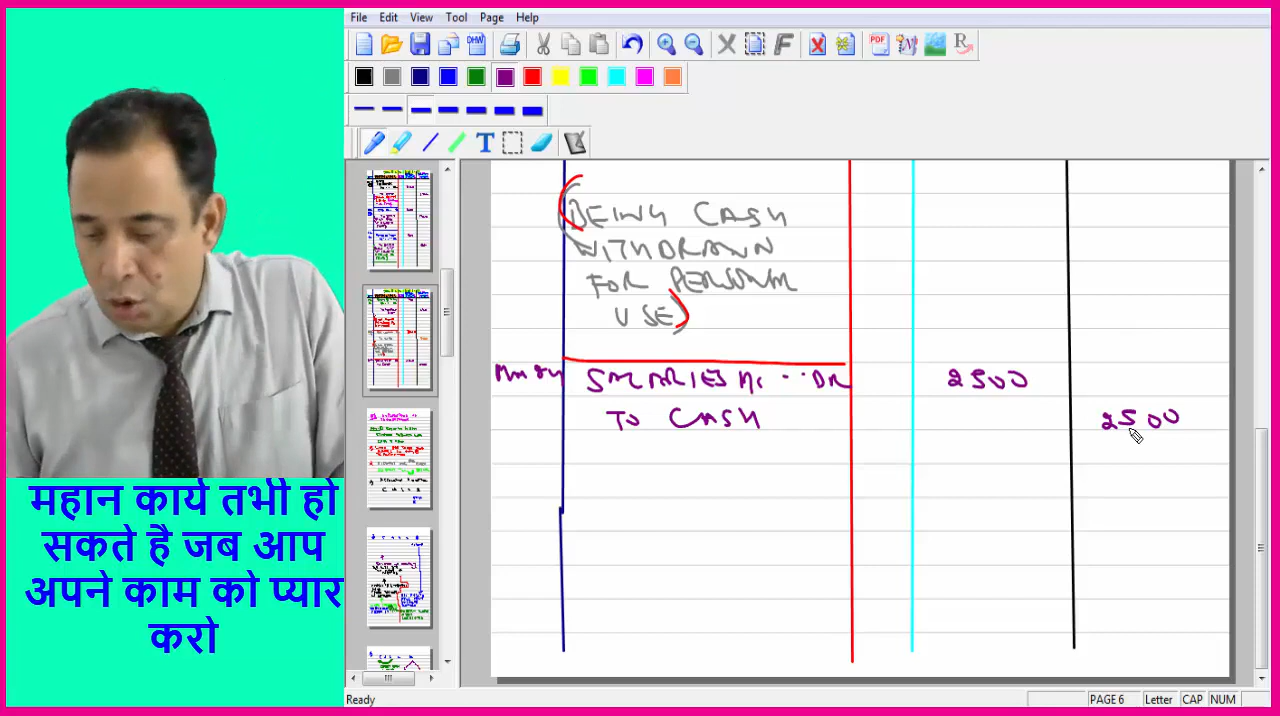 File Edit View Tool Page Help
(BEING CASH
WITHDRAWN
FOR PERSONAL
USE)
SALARIES A/c ...DR 2500
TO CASH 2500
महान कार्य तभी हो
सकते है जब आप
अपने काम को प्यार
करो
Ready PAGE 6 Letter CAP NUM